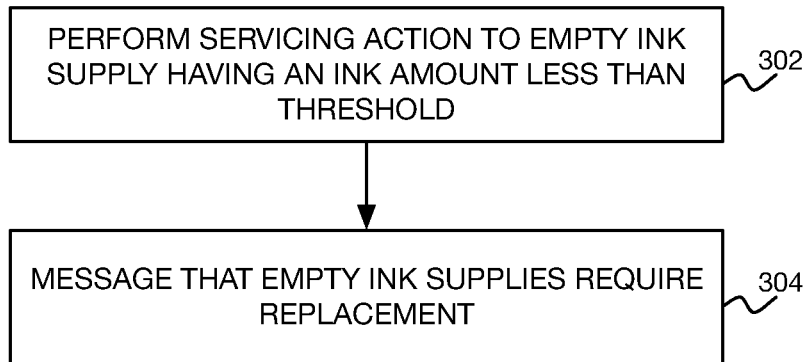 PERFORM SERVICING ACTION TO EMPTY INK
SUPPLY HAVING AN INK AMOUNT LESS THAN
THRESHOLD
302
MESSAGE THAT EMPTY INK SUPPLIES REQUIRE
REPLACEMENT
304